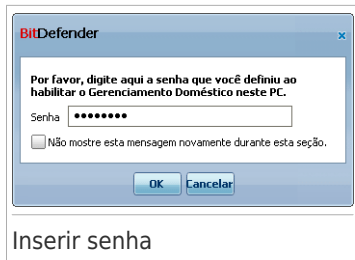 BitDefender
Por favor, digite aqui a senha que você definiu ao
habilitar o Gerenciamento Doméstico neste PC.
Senha ••••••••
Não mostre esta mensagem novamente durante esta seção.
OK Cancelar
Inserir senha